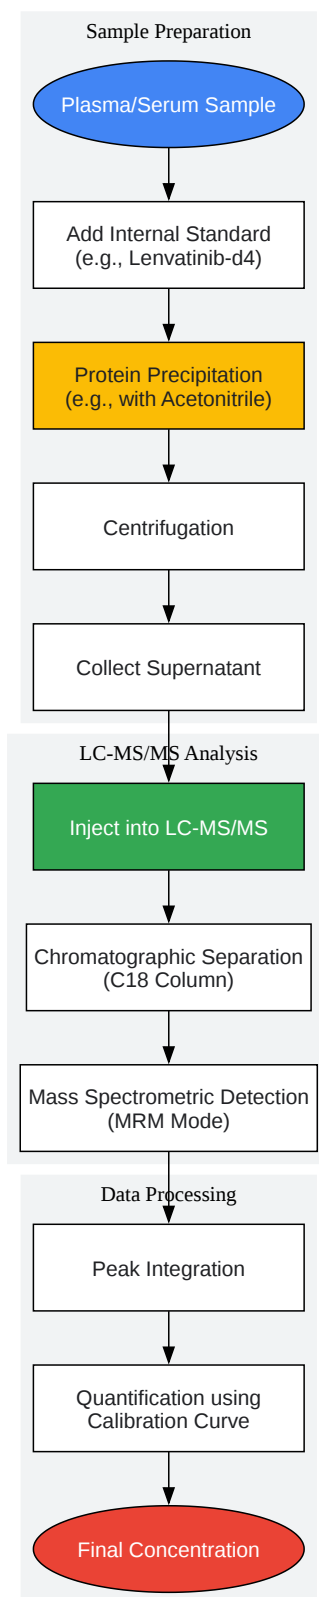 Sample Preparation
Plasma/Serum Sample
Add Internal Standard
(e.g., Lenvatinib-d4)
Protein Precipitation
(e.g., with Acetonitrile)
Centrifugation
Collect Supernatant
LC-MS/MS Analysis
Inject into LC-MS/MS
Chromatographic Separation
(C18 Column)
Mass Spectrometric Detection
(MRM Mode)
Data Processing
Peak Integration
Quantification using
Calibration Curve
Final Concentration